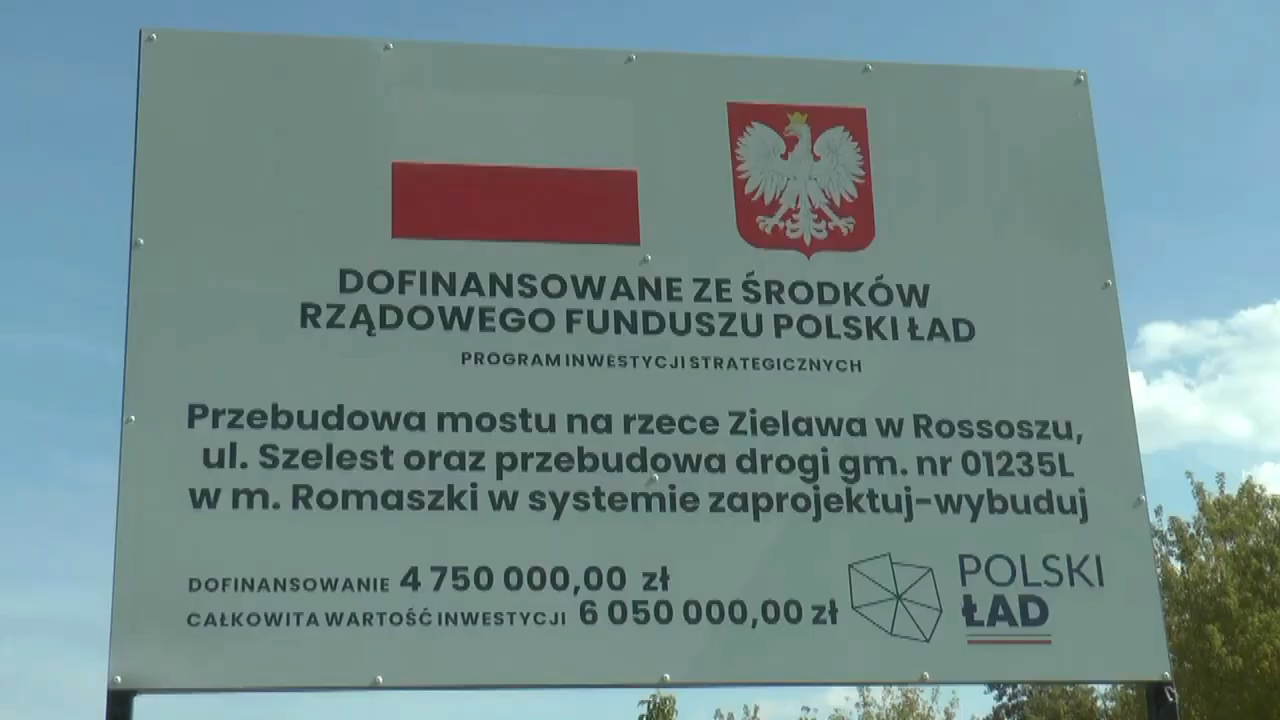 DOFINANSOWANE ZE ŚRODKÓW
RZĄDOWEGO FUNDUSZU POLSKI ŁAD
PROGRAM INWESTYCJI STRATEGICZNYCH
Przebudowa mostu na rzece Zielawa w Rossoszu,
ul. Szelest oraz przebudowa drogi gm. nr 01235L
w m. Romaszki w systemie zaprojektuj-wybuduj
DOFINANSOWANIE 4 750 000,00 zł
CAŁKOWITA WARTOŚĆ INWESTYCJI 6 050 000,00 zł
POLSKI
ŁAD